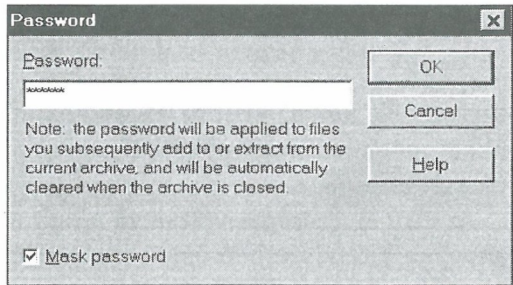 Password
Password:
******
OK
Cancel
Help
Note: the password will be applied to files
you subsequently add to or extract from the
current archive, and will be automatically
cleared when the archive is closed.
Mask password